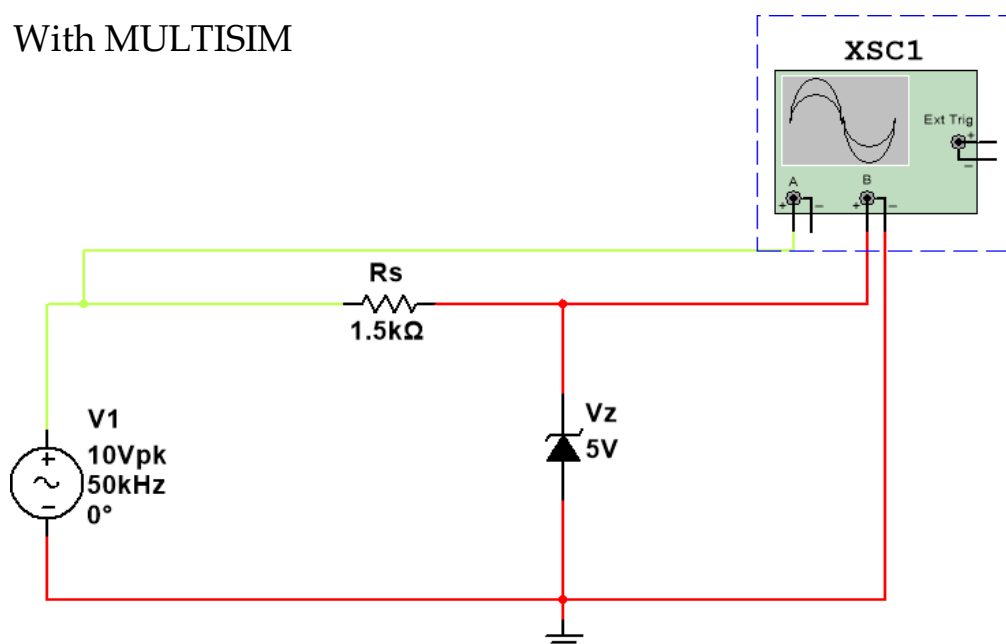 With MULTISIM
XSC1
Ext Trig
+
−
A
B
+
−
+
−
Rs
1.5kΩ
V1
10Vpk
50kHz
0°
+
−
Vz
5V